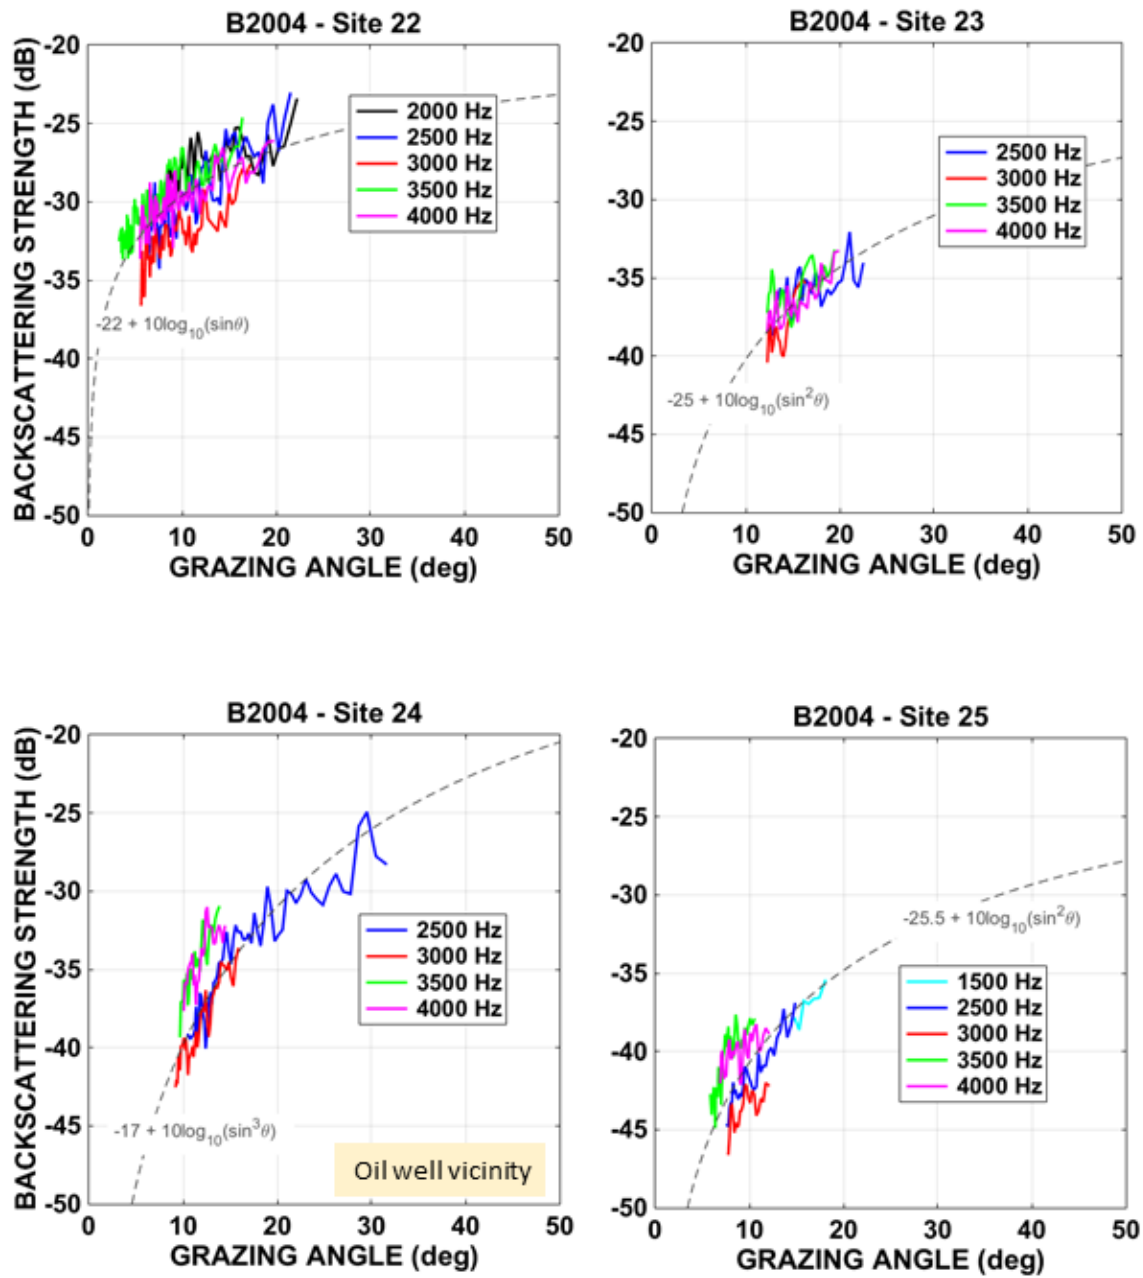 B2004 - Site 22
BACKSCATTERING STRENGTH (dB)
-20
-25
-30
-35
-40
-45
-50
2000 Hz
2500 Hz
3000 Hz
3500 Hz
4000 Hz
-22 + 10log₁₀(sinθ)
0 10 20 30 40 50
GRAZING ANGLE (deg)
B2004 - Site 23
-20
-25
-30
-35
-40
-45
-50
2500 Hz
3000 Hz
3500 Hz
4000 Hz
-25 + 10log₁₀(sin²θ)
0 10 20 30 40 50
GRAZING ANGLE (deg)
B2004 - Site 24
BACKSCATTERING STRENGTH (dB)
-20
-25
-30
-35
-40
-45
-50
2500 Hz
3000 Hz
3500 Hz
4000 Hz
-17 + 10log₁₀(sin³θ)
Oil well vicinity
0 10 20 30 40 50
GRAZING ANGLE (deg)
B2004 - Site 25
-20
-25
-30
-35
-40
-45
-50
-25.5 + 10log₁₀(sin²θ)
1500 Hz
2500 Hz
3000 Hz
3500 Hz
4000 Hz
0 10 20 30 40 50
GRAZING ANGLE (deg)